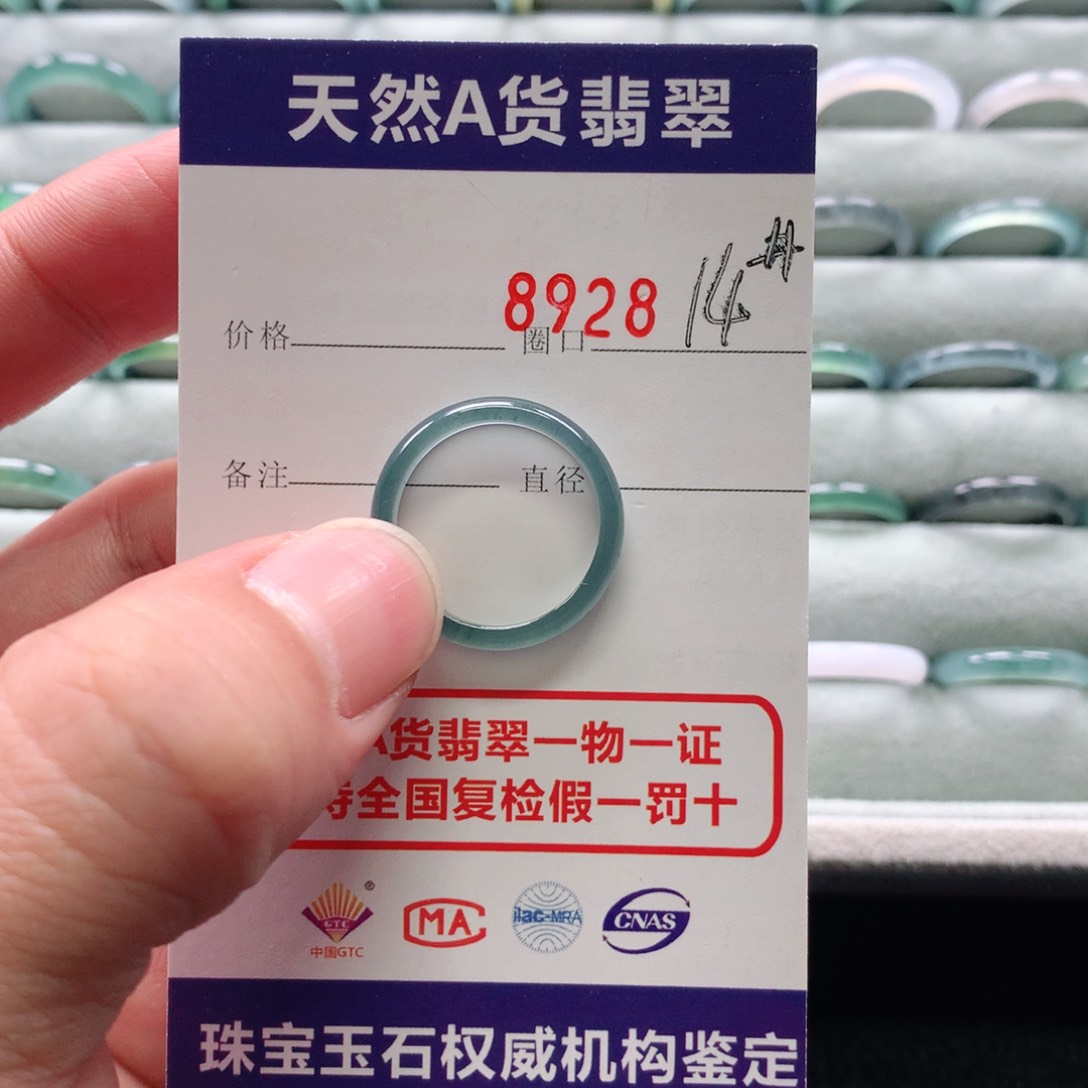 天然A货翡翠
8928 14#
价格 圈口
备注 直径
A货翡翠一物一证
持全国复检假一罚十
GTC ® MA ilac-MRA CNAS
中国GTC
珠宝玉石权威机构鉴定